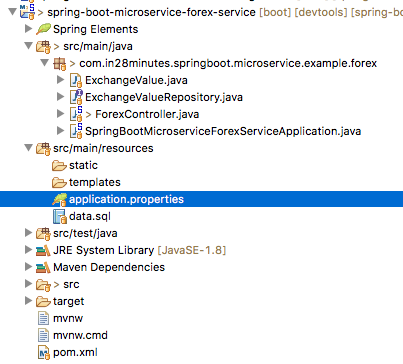 > spring-boot-microservice-forex-service [boot] [devtools] [spring-bo
Spring Elements
> src/main/java
> com.in28minutes.springboot.microservice.example.forex
ExchangeValue.java
ExchangeValueRepository.java
> ForexController.java
SpringBootMicroserviceForexServiceApplication.java
src/main/resources
static
templates
application.properties
data.sql
src/test/java
JRE System Library [JavaSE-1.8]
Maven Dependencies
> src
target
mvnw
mvnw.cmd
pom.xml